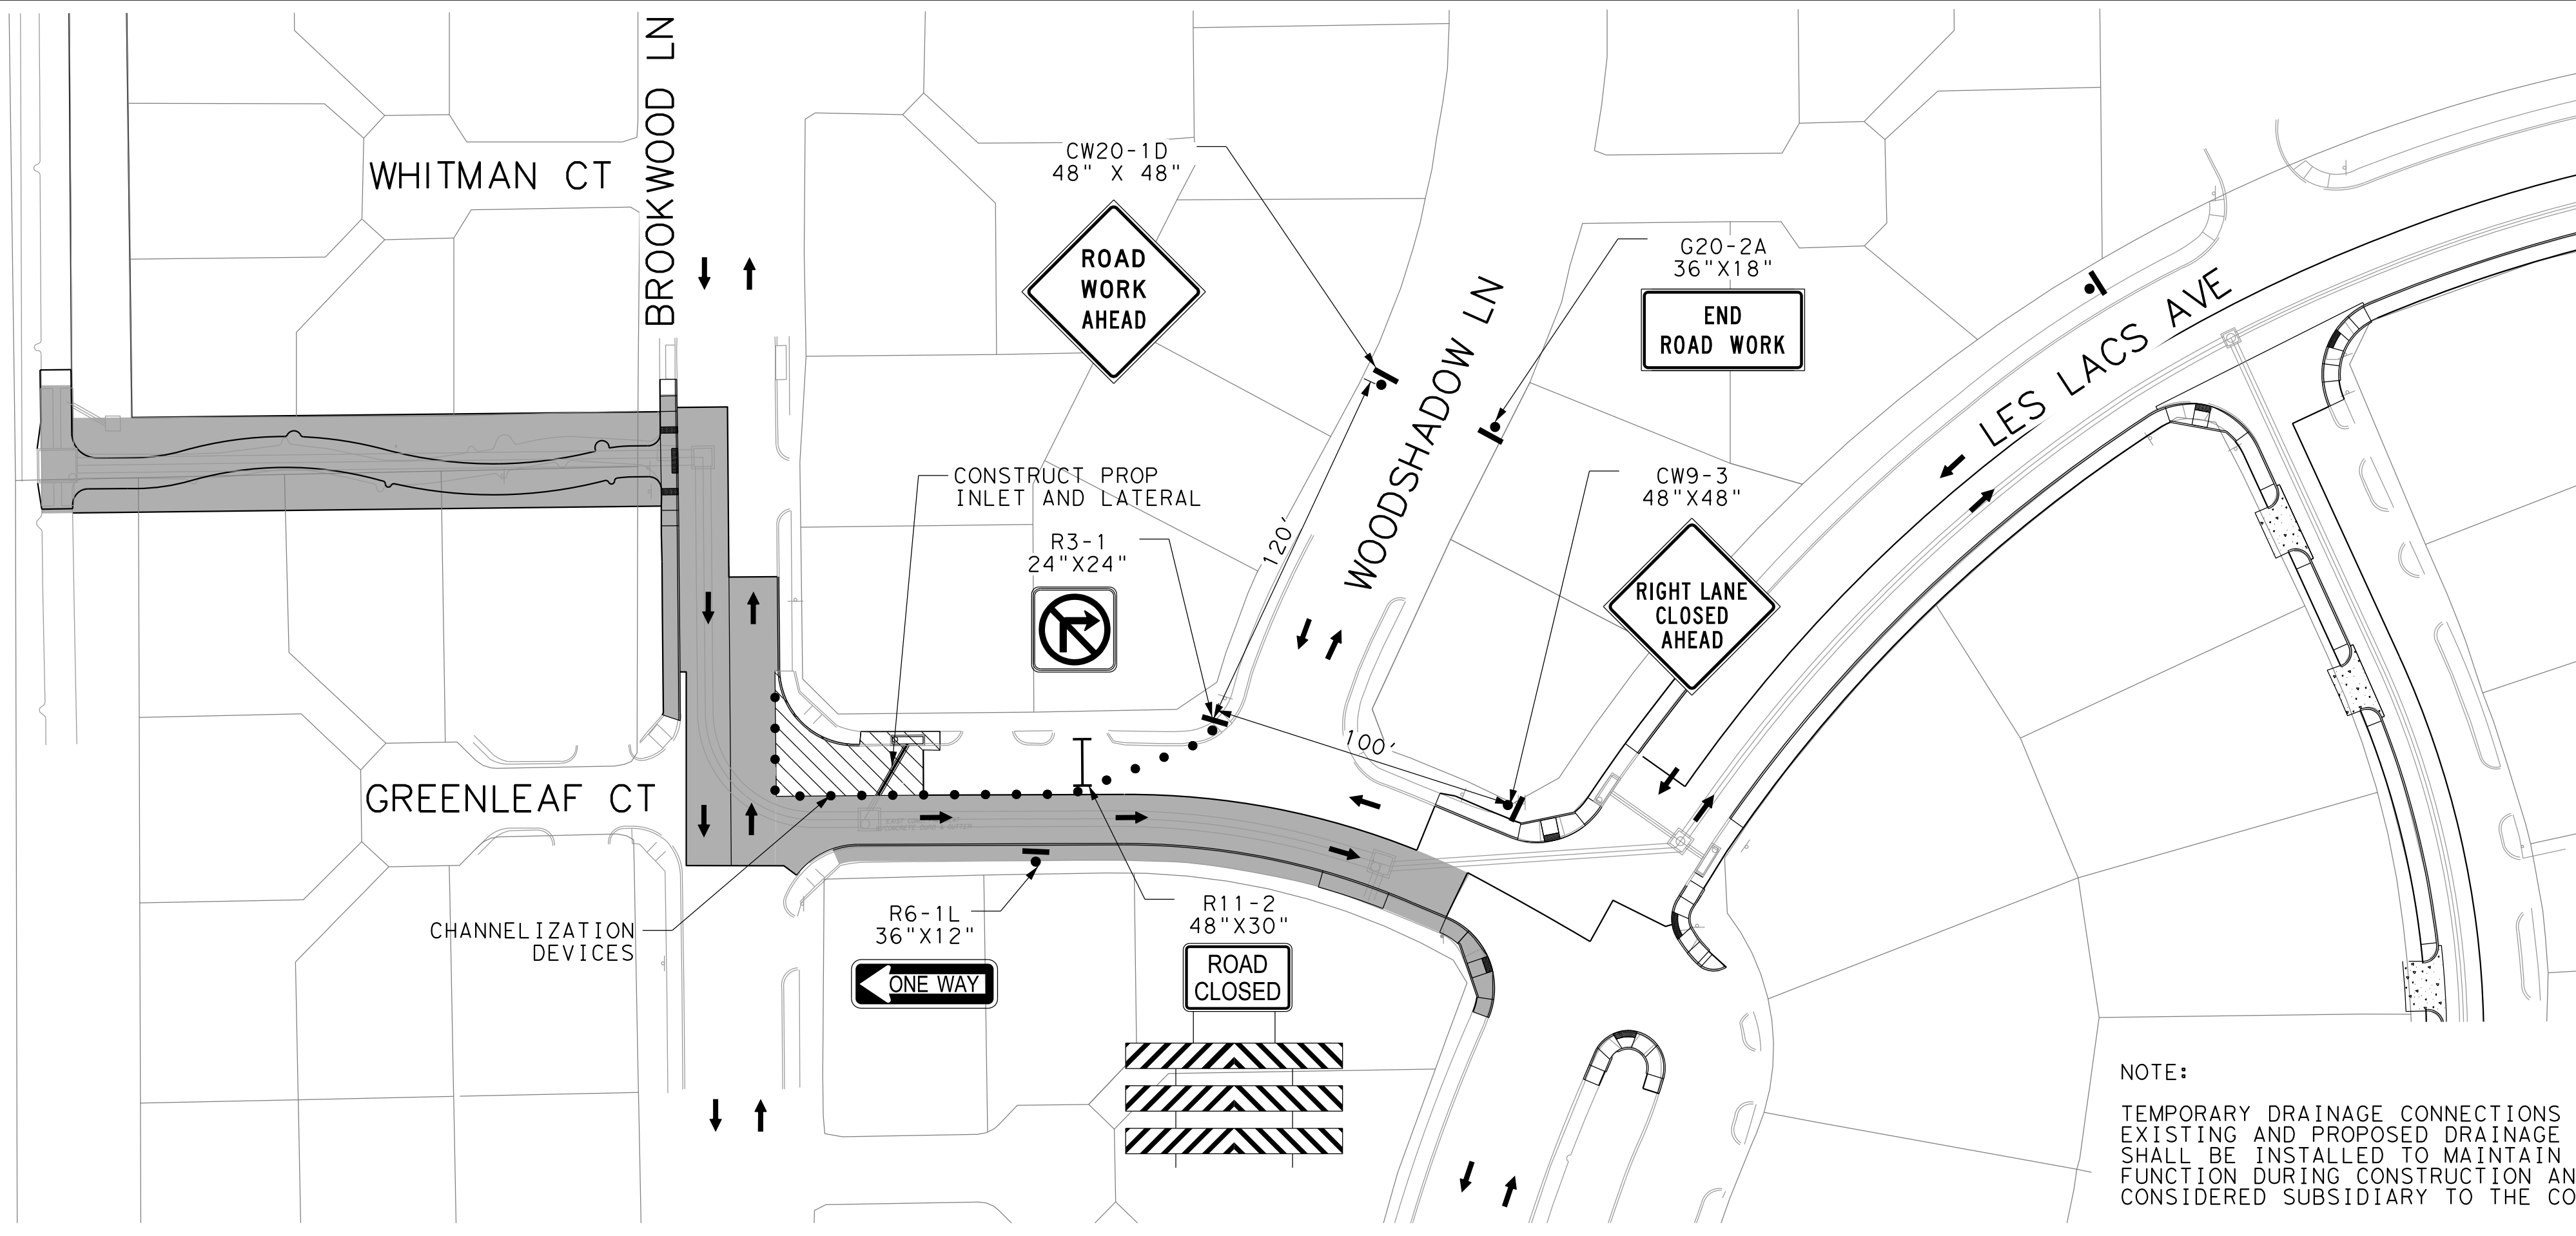 WHITMAN CT
BROOKWOOD LN
CW20-1D
48" X 48"
ROAD
WORK
AHEAD
G20-2A
36"X18"
END
ROAD WORK
LES LACS AVE
WOODSHADOW LN
CONSTRUCT PROP
INLET AND LATERAL
R3-1
24"X24"
120'
CW9-3
48"X48"
RIGHT LANE
CLOSED
AHEAD
100'
GREENLEAF CT
CHANNELIZATION
DEVICES
R6-1L
36"X12"
ONE WAY
R11-2
48"X30"
ROAD
CLOSED
NOTE:
TEMPORARY DRAINAGE CONNECTIONS
EXISTING AND PROPOSED DRAINAGE
SHALL BE INSTALLED TO MAINTAIN
FUNCTION DURING CONSTRUCTION AN
CONSIDERED SUBSIDIARY TO THE CO